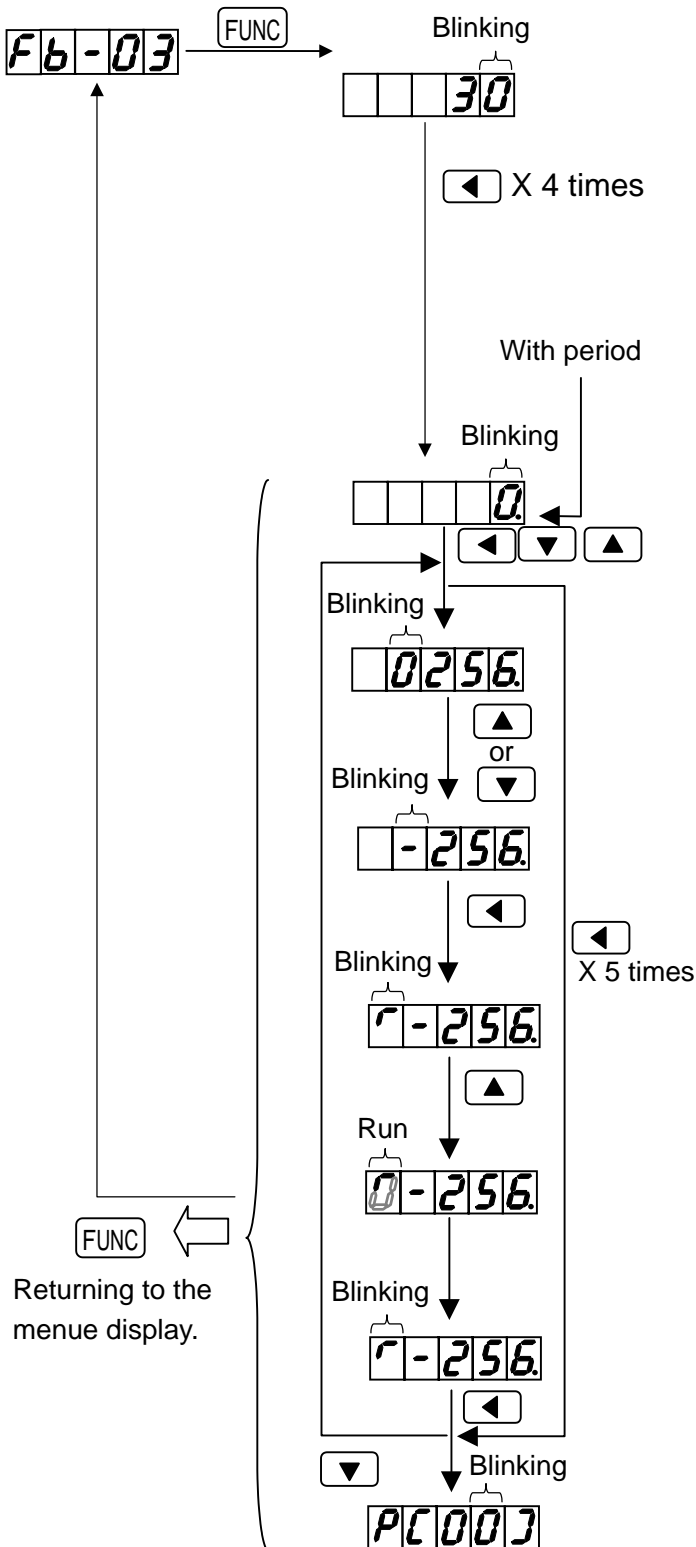 Fb-03
FUNC
Blinking
30
X 4 times
With period
Blinking
0.
Blinking
0256.
or
Blinking
-256.
X 5 times
Blinking
r-256.
Run
0-256.
FUNC
Returning to the
menue display.
Blinking
r-256.
Blinking
PC00]